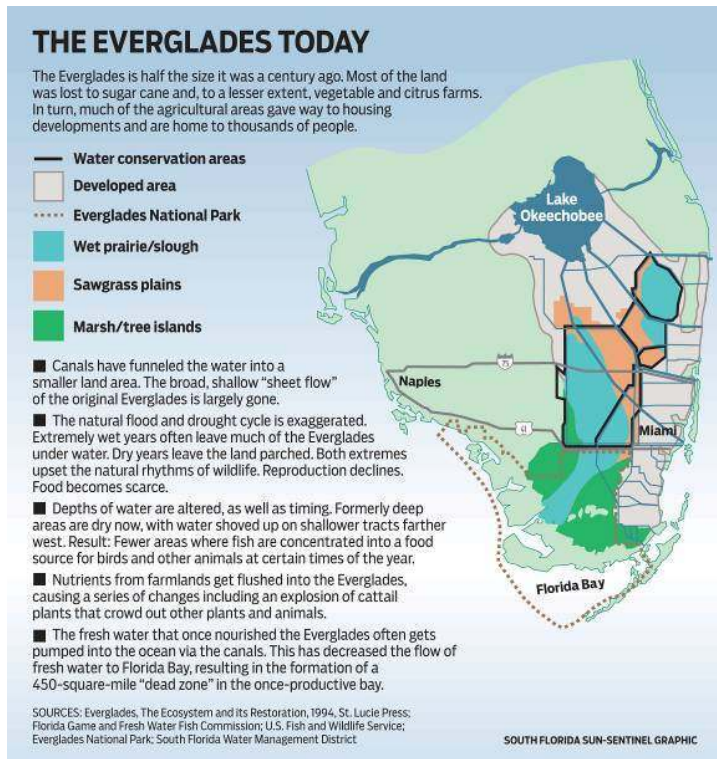 THE EVERGLADES TODAY
The Everglades is half the size it was a century ago. Most of the land
was lost to sugar cane and, to a lesser extent, vegetable and citrus farms.
In turn, much of the agricultural areas gave way to housing
developments and are home to thousands of people.
Water conservation areas
Developed area
Everglades National Park
Wet prairie/slough
Sawgrass plains
Marsh/tree islands
■ Canals have funneled the water into a
smaller land area. The broad, shallow “sheet flow”
of the original Everglades is largely gone.
■ The natural flood and drought cycle is exaggerated.
Extremely wet years often leave much of the Everglades
under water. Dry years leave the land parched. Both extremes
upset the natural rhythms of wildlife. Reproduction declines.
Food becomes scarce.
■ Depths of water are altered, as well as timing. Formerly deep
areas are dry now, with water shoved up on shallower tracts farther
west. Result: Fewer areas where fish are concentrated into a food
source for birds and other animals at certain times of the year.
■ Nutrients from farmlands get flushed into the Everglades,
causing a series of changes including an explosion of cattail
plants that crowd out other plants and animals.
■ The fresh water that once nourished the Everglades often gets
pumped into the ocean via the canals. This has decreased the flow of
fresh water to Florida Bay, resulting in the formation of a
450-square-mile “dead zone” in the once-productive bay.
SOURCES: Everglades, The Ecosystem and its Restoration, 1994, St. Lucie Press;
Florida Game and Fresh Water Fish Commission; U.S. Fish and Wildlife Service;
Everglades National Park; South Florida Water Management District
Lake
Okeechobee
75
Naples
41
Miami
Florida Bay
SOUTH FLORIDA SUN-SENTINEL GRAPHIC